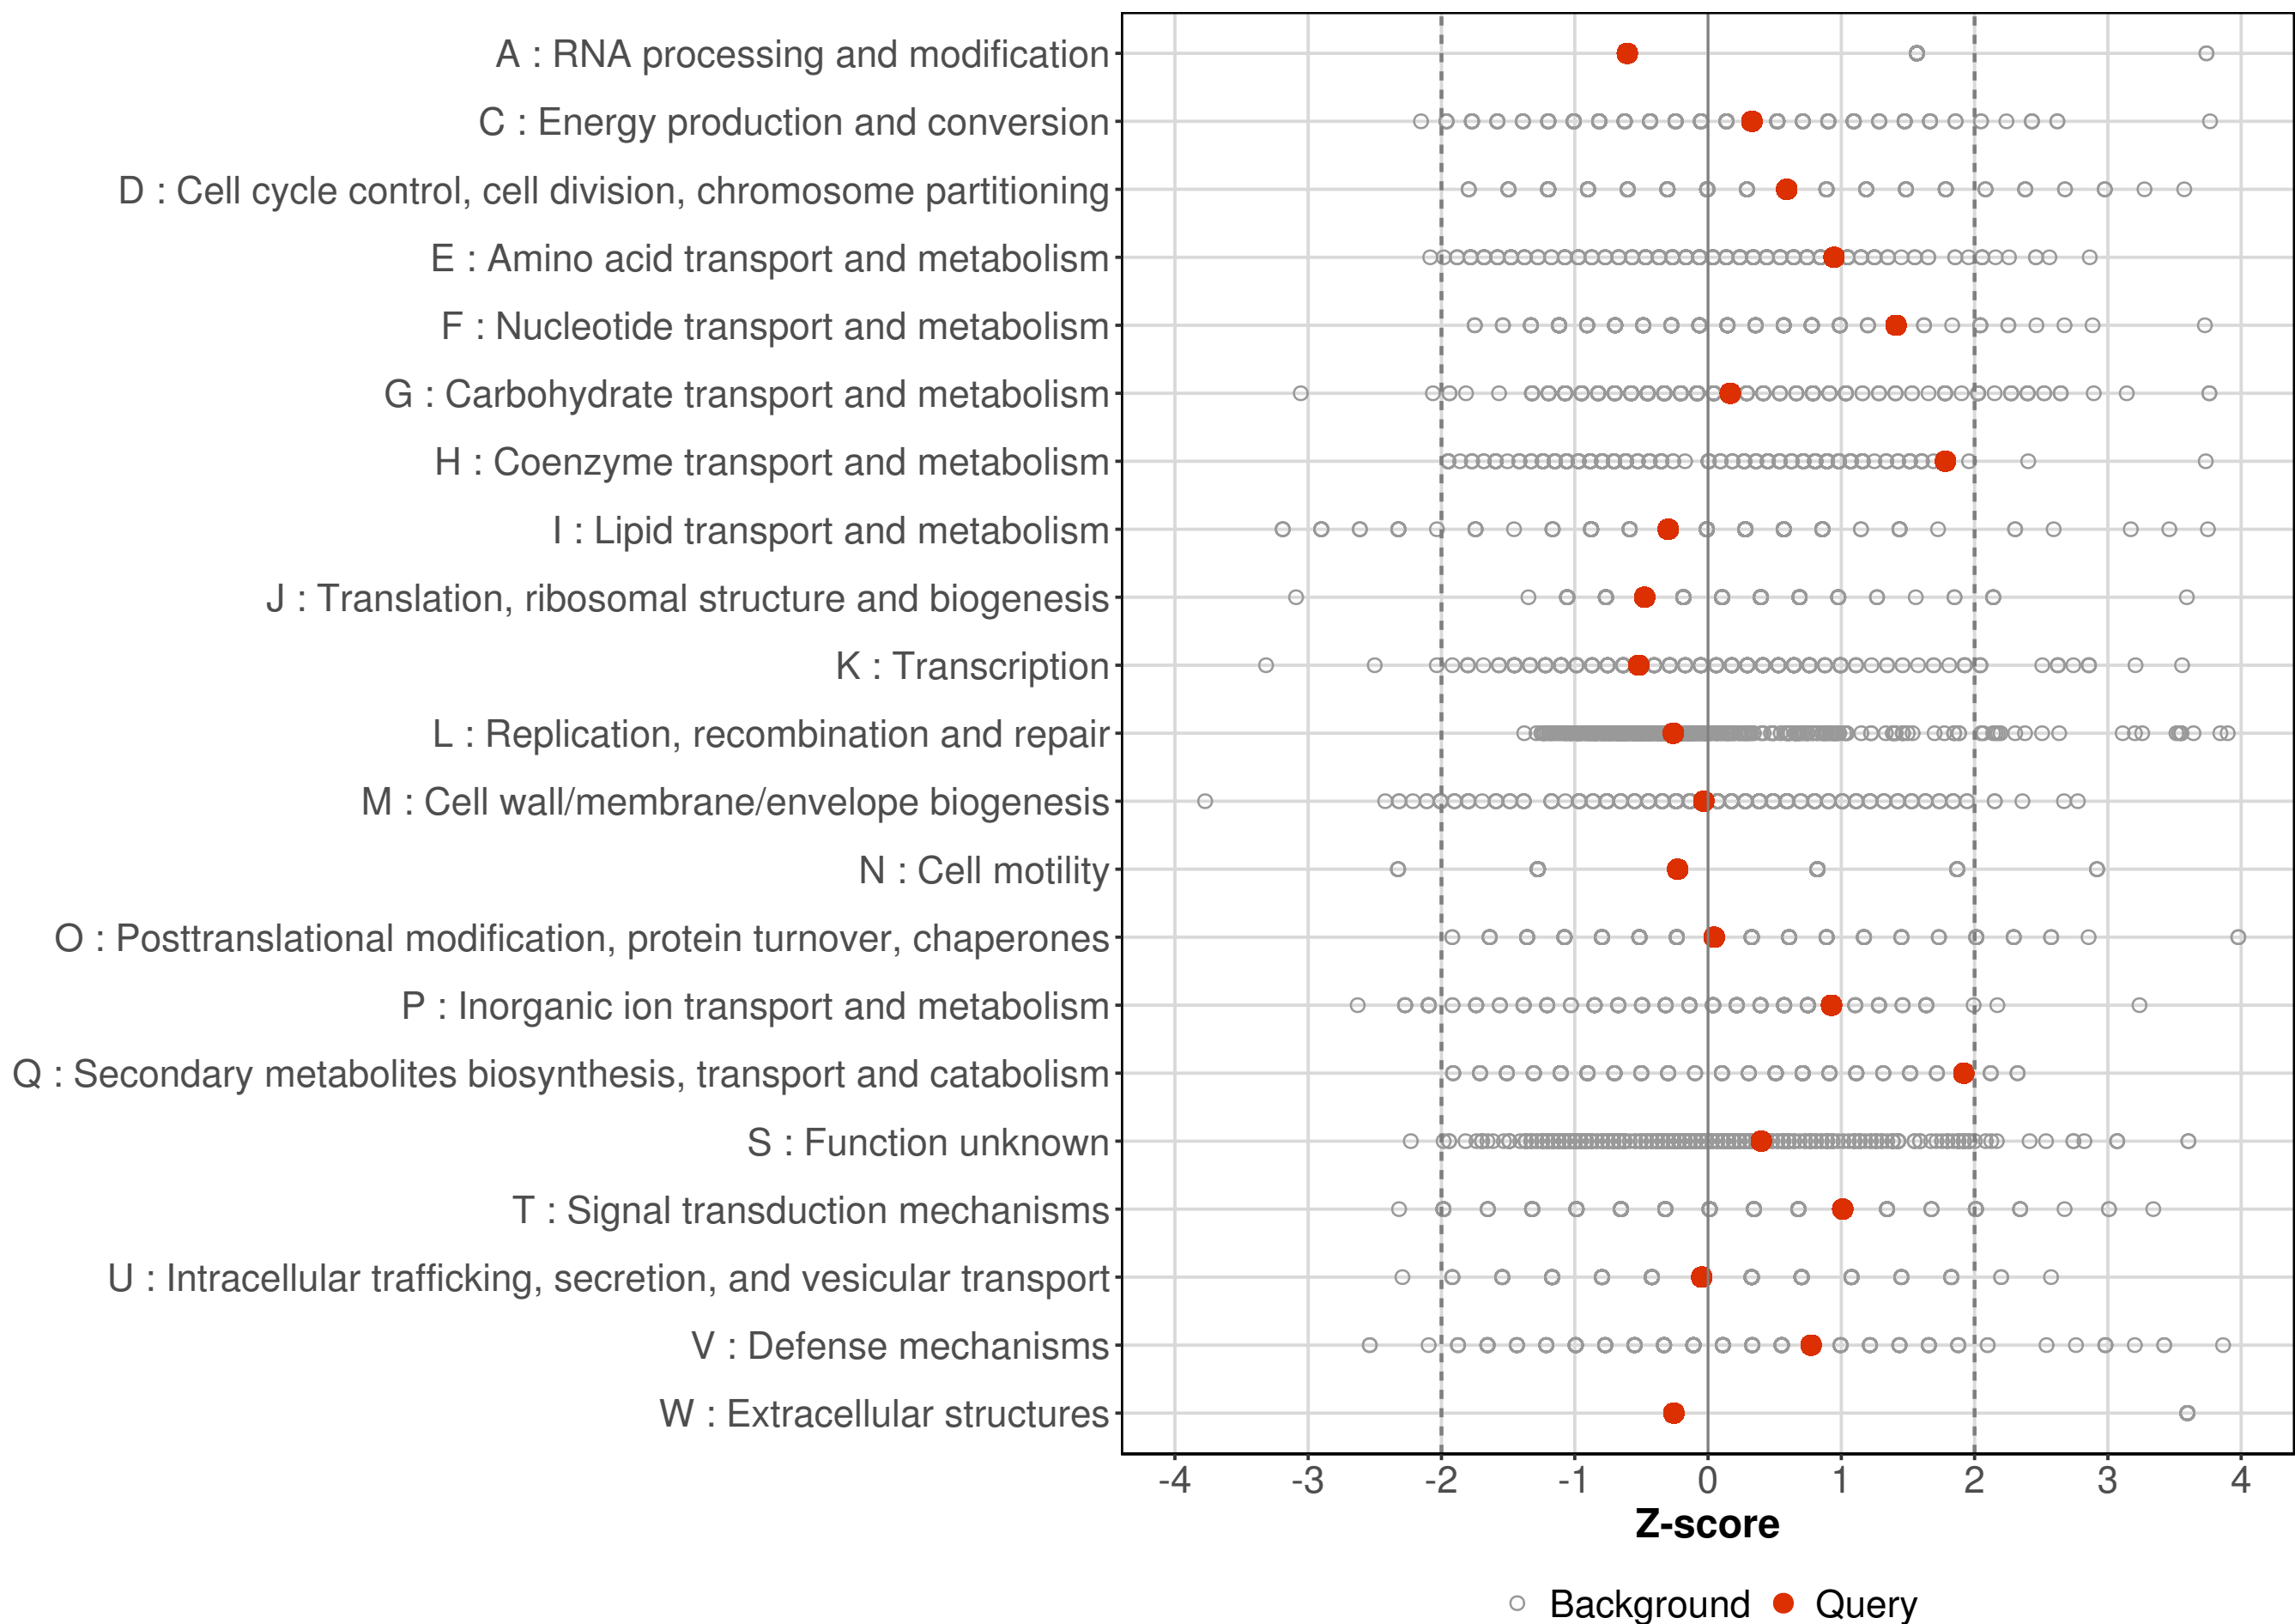 A : RNA processing and modification
C : Energy production and conversion
D : Cell cycle control, cell division, chromosome partitioning
E : Amino acid transport and metabolism
F : Nucleotide transport and metabolism
G : Carbohydrate transport and metabolism
H : Coenzyme transport and metabolism
I : Lipid transport and metabolism
J : Translation, ribosomal structure and biogenesis
K : Transcription
L : Replication, recombination and repair
M : Cell wall/membrane/envelope biogenesis
N : Cell motility
O : Posttranslational modification, protein turnover, chaperones
P : Inorganic ion transport and metabolism
Q : Secondary metabolites biosynthesis, transport and catabolism
S : Function unknown
T : Signal transduction mechanisms
U : Intracellular trafficking, secretion, and vesicular transport
V : Defense mechanisms
W : Extracellular structures
-4 -3 -2 -1 0 1 2 3 4
Z-score
Background Query